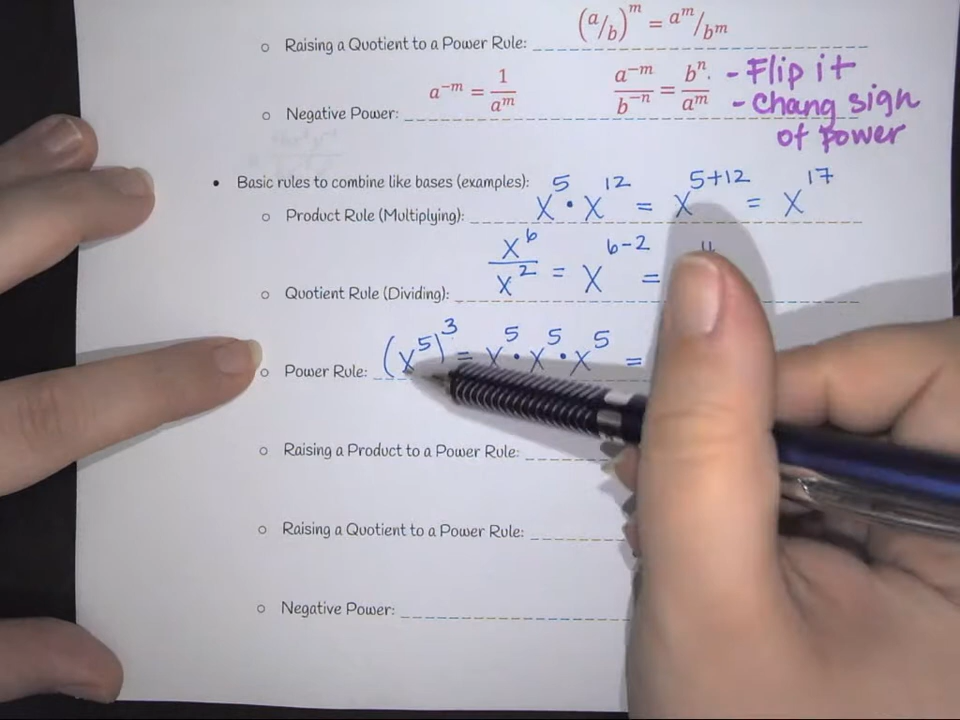 ○ Raising a Quotient to a Power Rule: (a/b)^m = a^m/b^m
○ Negative Power: a^{-m} = 1/a^m    a^{-m}/b^{-n} = b^n/a^m.
- Flip it
- Chang sign
of power
• Basic rules to combine like bases (examples):
○ Product Rule (Multiplying): x^5 · x^12 = x^{5+12} = x^17
○ Quotient Rule (Dividing): x^6/x^2 = x^{6-2} =
○ Power Rule: (x^5)^3 = x^5 · x^5 · x^5 =
○ Raising a Product to a Power Rule:
○ Raising a Quotient to a Power Rule:
○ Negative Power: